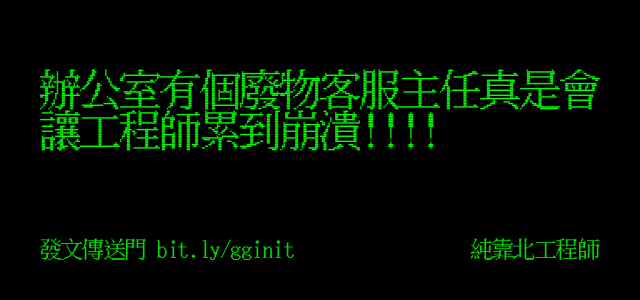 辦公室有個廢物客服主任真是會
讓工程師累到崩潰!!!!
發文傳送門 bit.ly/gginit
純靠北工程師